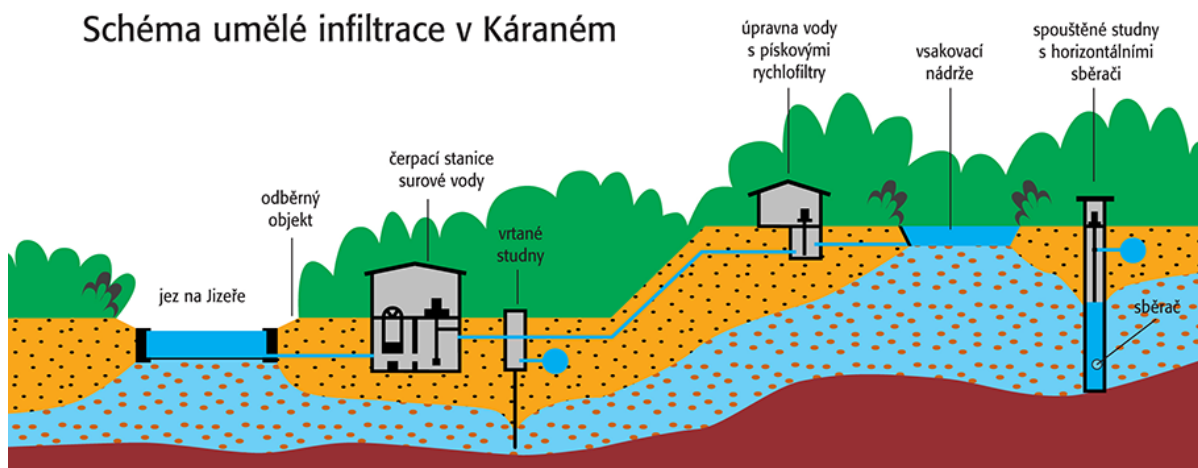 Schéma umělé infiltrace v Káraném
úpravna vody
s pískovými
rychlofiltry
vsakovací
nádrže
spouštěné studny
s horizontálními
sběrači
čerpací stanice
surové vody
odběrný
objekt
vrtané
studny
jez na Jizeře
sběrač